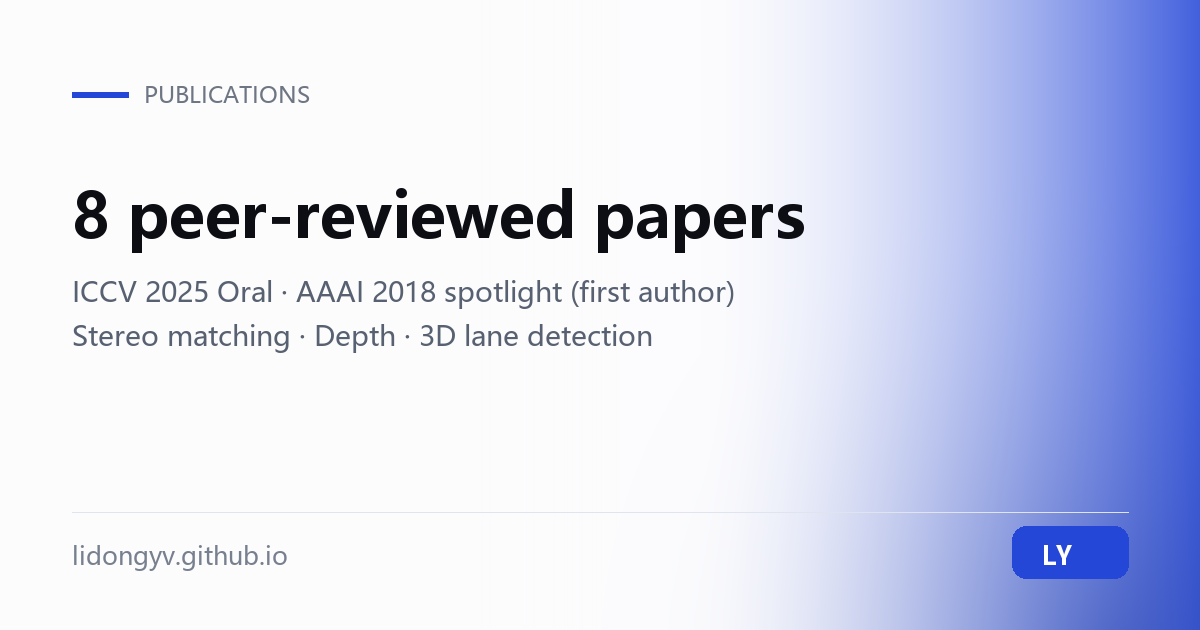 PUBLICATIONS
8 peer-reviewed papers
ICCV 2025 Oral · AAAI 2018 spotlight (first author)
Stereo matching · Depth · 3D lane detection
lidongyv.github.io
LY